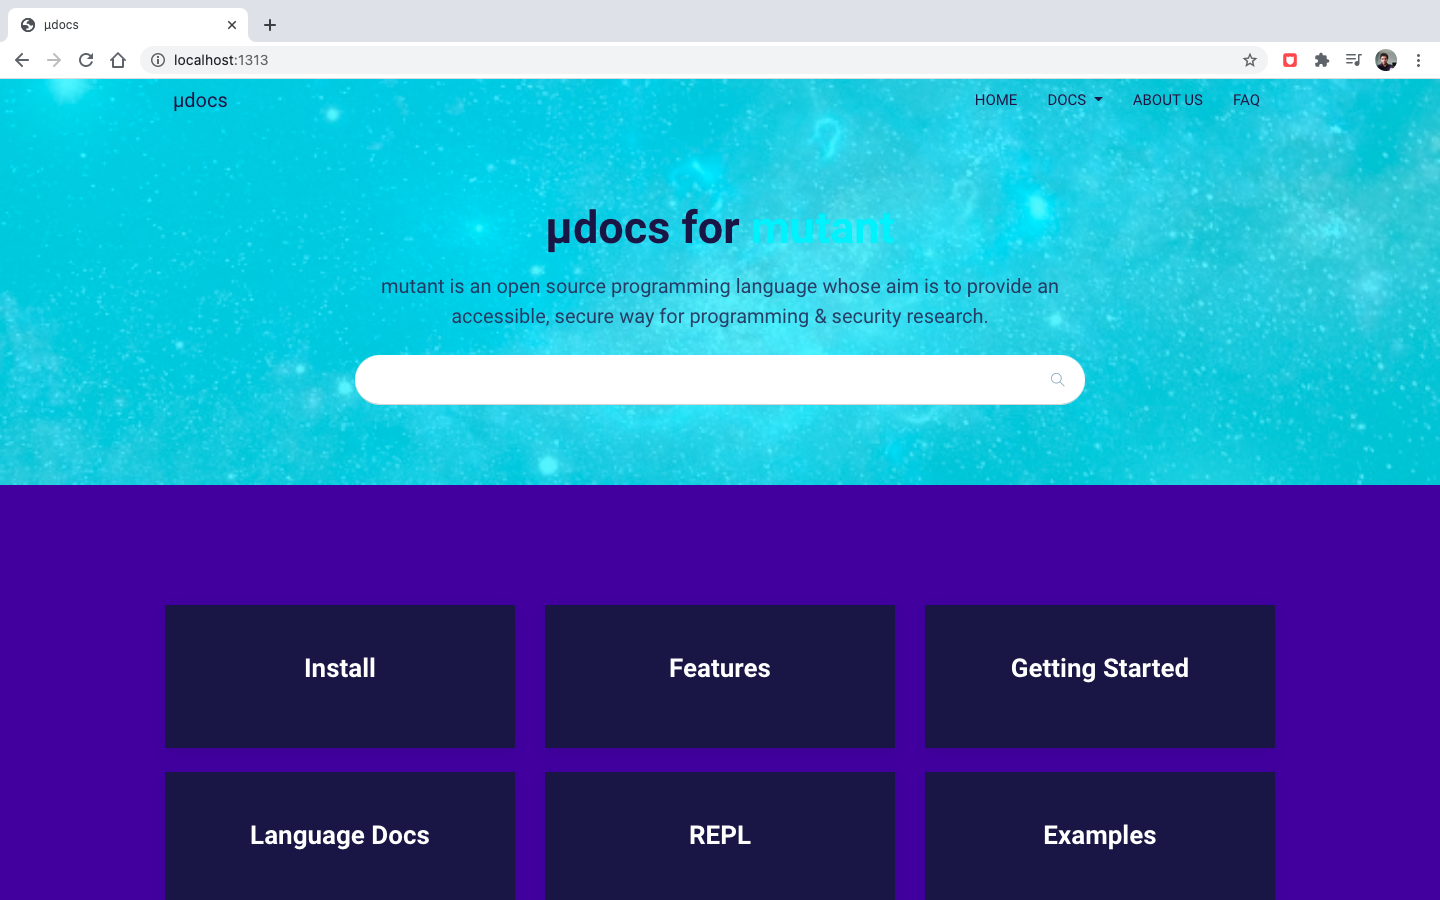 µdocs
localhost:1313
µdocs
HOME DOCS ABOUT US FAQ
µdocs for mutant
mutant is an open source programming language whose aim is to provide an
accessible, secure way for programming & security research.
Install
Features
Getting Started
Language Docs
REPL
Examples